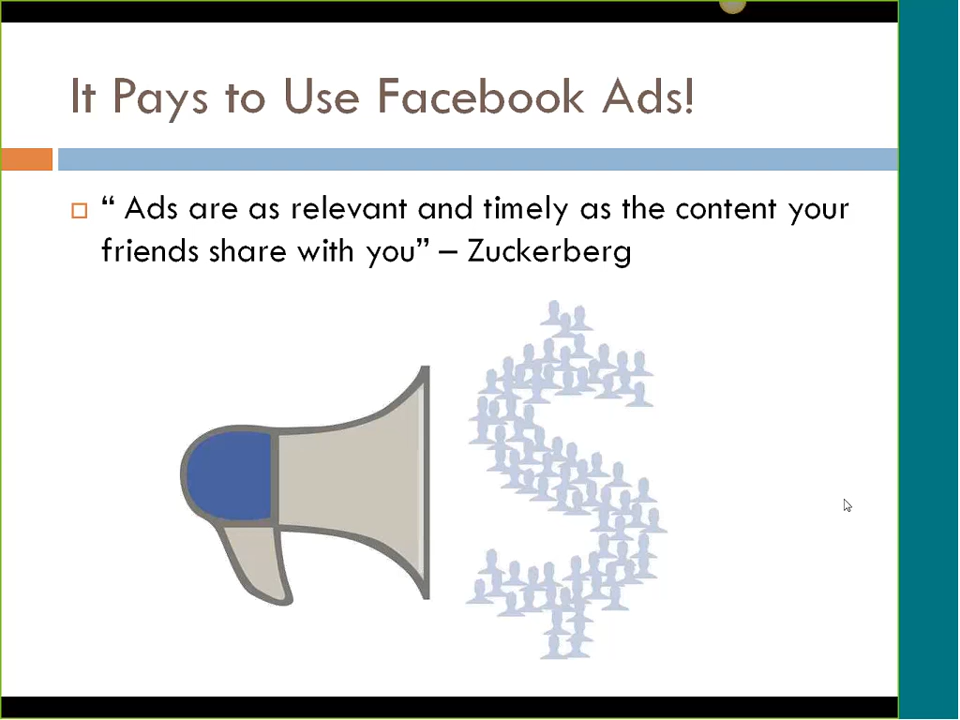 It Pays to Use Facebook Ads!
“ Ads are as relevant and timely as the content your
friends share with you” – Zuckerberg